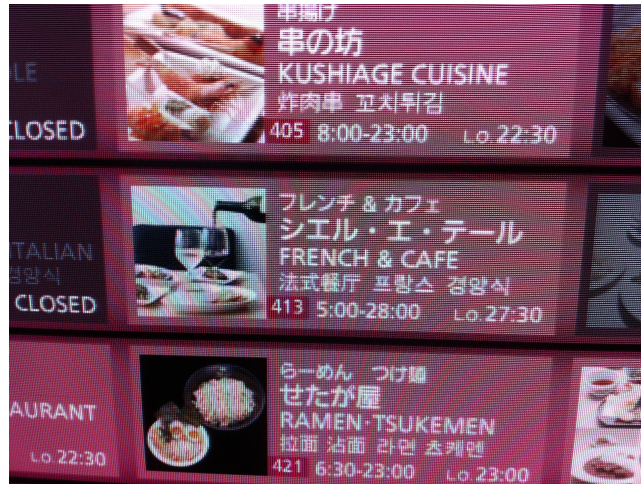 串揚げ
串の坊
KUSHIAGE CUISINE
炸肉串 꼬치튀김
405 8:00-23:00 L.O.22:30
CLOSED
フレンチ & カフェ
シエル・エ・テール
FRENCH & CAFE
法式餐厅 프랑스 경양식
413 5:00-28:00 L.O.27:30
ITALIAN
경양식
CLOSED
らーめん つけ麺
せたが屋
RAMEN・TSUKEMEN
拉面 沾面 라멘 츠케멘
421 6:30-23:00 L.O.23:00
AURANT
L.O.22:30